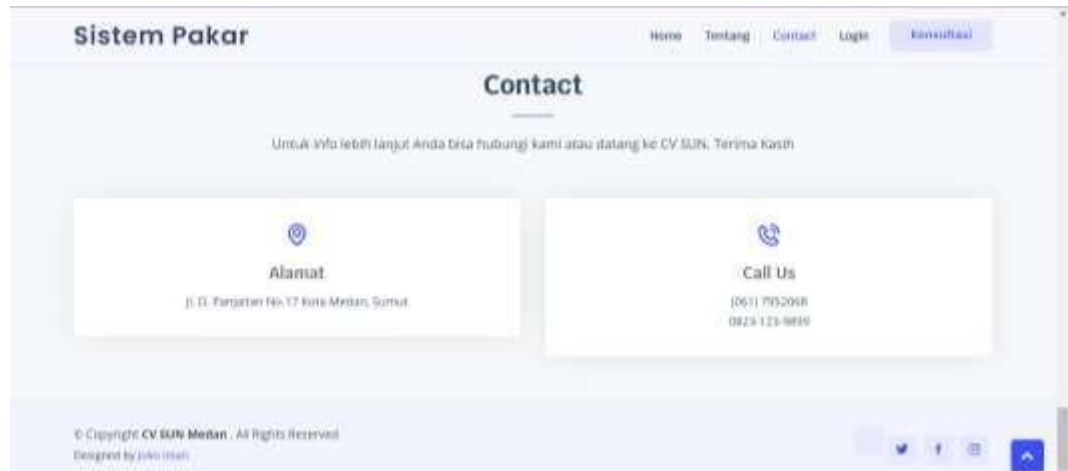 Sistem Pakar
Home Tentang Contact Login Konsultasi
Contact
Untuk info lebih lanjut Anda bisa hubungi kami atau datang ke CV SUN. Terima Kasih
Alamat
Jl. D. Panjaitan No.17 Kota Medan, Sumut
Call Us
(061) 7952068
0823-123-9899
© Copyright CV SUN Medan . All Rights Reserved
Designed by